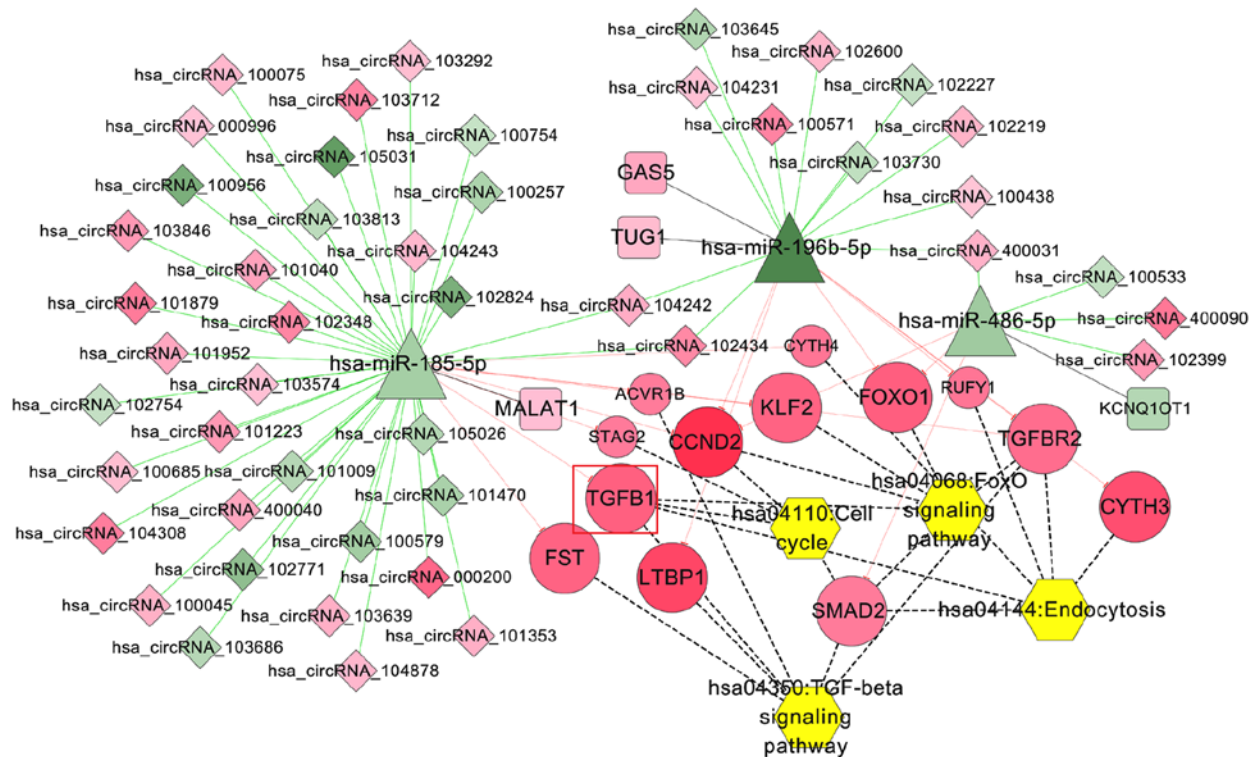 hsa_circRNA_103645
hsa_circRNA_102600
hsa_circRNA_103292
hsa_circRNA_100075
hsa_circRNA_104231
hsa_circRNA_102227
hsa_circRNA_103712
hsa_circRNA_000996
hsa_circRNA_100571
hsa_circRNA_102219
hsa_circRNA_100754
hsa_circRNA_105031
hsa_circRNA_103730
GAS5
hsa_circRNA_100956
hsa_circRNA_100257
hsa_circRNA_100438
hsa_circRNA_103813
hsa_circRNA_103846
TUG1
hsa-miR-196b-5p
hsa_circRNA_104243
hsa_circRNA_400031
hsa_circRNA_101040
hsa_circRNA_100533
hsa_circRNA_101879
hsa_circRNA_102824
hsa_circRNA_104242
hsa_circRNA_102348
hsa-miR-486-5p
hsa_circRNA_400090
hsa_circRNA_102434
CYTH4
hsa_circRNA_101952
hsa-miR-185-5p
hsa_circRNA_102399
hsa_circRNA_103574
ACVR1B
RUFY1
hsa_circRNA_102754
MALAT1
KLF2
FOXO1
KCNQ1OT1
hsa_circRNA_101223
hsa_circRNA_105026
STAG2
CCND2
TGFBR2
hsa_circRNA_100685
hsa_circRNA_101009
hsa_circRNA_101470
TGFB1
hsa04068:FoxO
signaling
pathway
hsa_circRNA_400040
hsa04110:Cell
cycle
CYTH3
hsa_circRNA_104308
hsa_circRNA_100579
FST
hsa_circRNA_102771
hsa_circRNA_000200
LTBP1
hsa_circRNA_100045
hsa_circRNA_103639
SMAD2
hsa04144:Endocytosis
hsa_circRNA_101353
hsa_circRNA_103686
hsa_circRNA_104878
hsa04350:TGF-beta
signaling
pathway